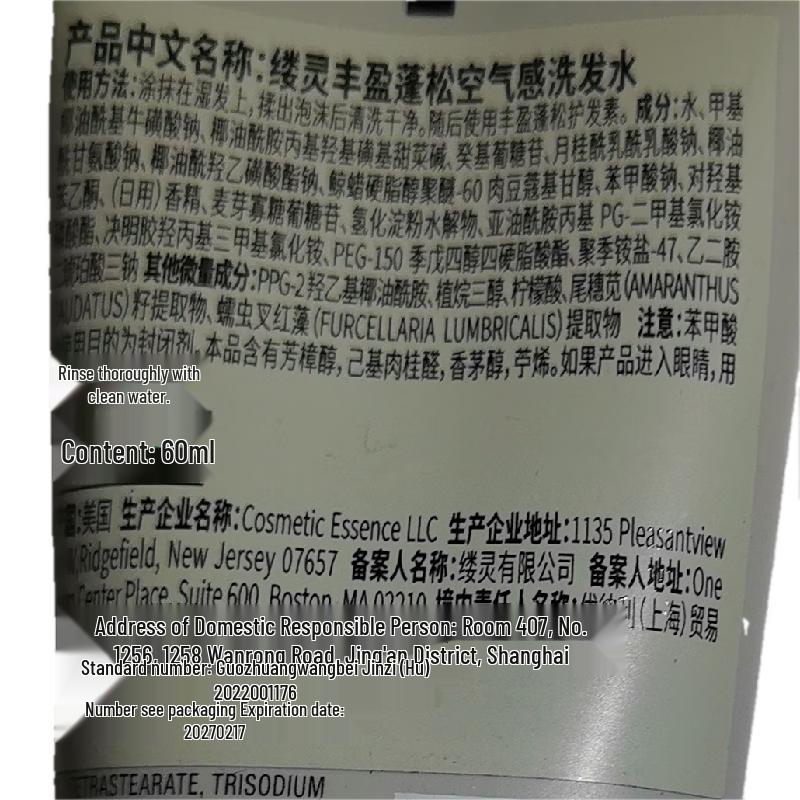 产品中文名称:缕灵丰盈蓬松空气感洗发水
使用方法:涂抹在湿发上,揉出泡沫后清洗干净。随后使用丰盈蓬松护发素。成分:水、甲基
椰油酰基牛磺酸钠、椰油酰胺丙基羟基磺基甜菜碱、癸基葡糖苷、月桂酰乳酰乳酸钠、椰油
酰甘氨酸钠、椰油酰羟乙磺酸酯钠、鲸蜡硬脂醇聚醚-60 肉豆蔻基甘醇、苯甲酸钠、对羟基
苯乙酮、(日用)香精、麦芽寡糖葡糖苷、氢化淀粉水解物、亚油酰胺丙基 PG-二甲基氯化铵
磷酸酯、决明胶羟丙基三甲基氯化铵、PEG-150 季戊四醇四硬脂酸酯、聚季铵盐-47、乙二胺
二琥珀酸三钠 其他微量成分:PPG-2 羟乙基椰油酰胺、植烷三醇、柠檬酸、尾穗苋(AMARANTHUS
CAUDATUS)籽提取物、蠕虫叉红藻(FURCELLARIA LUMBRICALIS)提取物 注意:苯甲酸
使用目的为封闭剂。本品含有芳樟醇,己基肉桂醛,香茅醇,苧烯。如果产品进入眼睛,用
Rinse thoroughly with
clean water.
Content: 60ml
:美国 生产企业名称:Cosmetic Essence LLC 生产企业地址:1135 Pleasantview
Ridgefield, New Jersey 07657 备案人名称:缕灵有限公司 备案人地址:One
Center Place, Suite 600, Boston, MA 02210 境内责任人名称:优纳利(上海)贸易
Address of Domestic Responsible Person: Room 407, No.
1256, 1258 Wanrong Road, Jing'an District, Shanghai
Standard number: Guozhuangwangbei Jinzi (Hu)
2022001176
Number see packaging Expiration date:
20270217
ETRASTEARATE, TRISODIUM